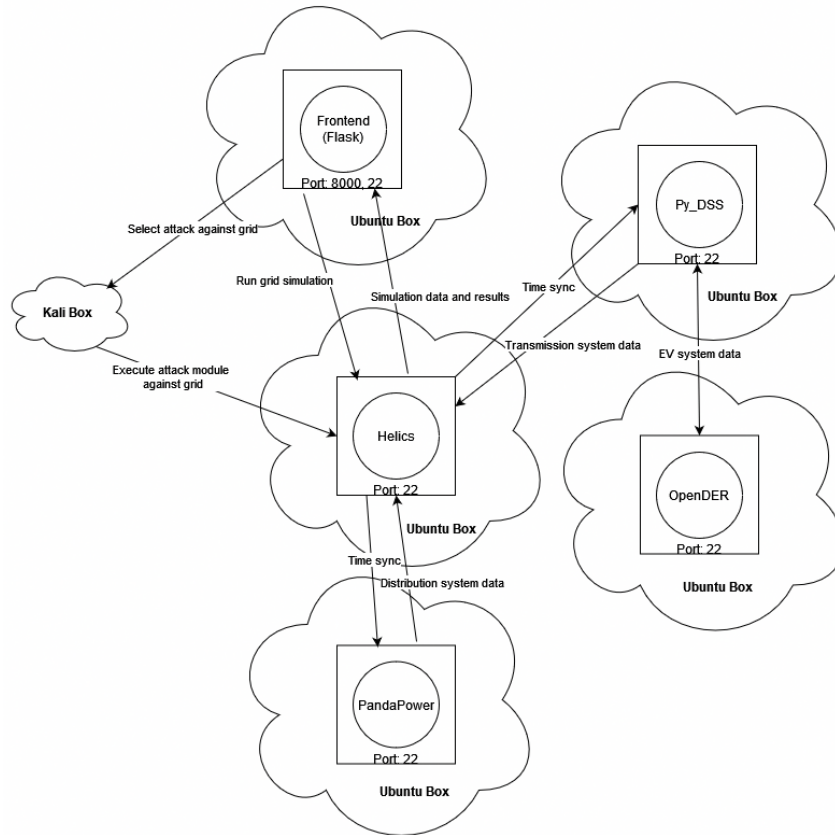 Frontend
(Flask)
Port: 8000, 22
Ubuntu Box
Py_DSS
Port: 22
Ubuntu Box
Select attack against grid
Run grid simulation
Simulation data and results
Time sync
Kali Box
Transmission system data
EV system data
Execute attack module
against grid
Helics
Port: 22
Ubuntu Box
OpenDER
Port: 22
Ubuntu Box
Time sync
Distribution system data
PandaPower
Port: 22
Ubuntu Box